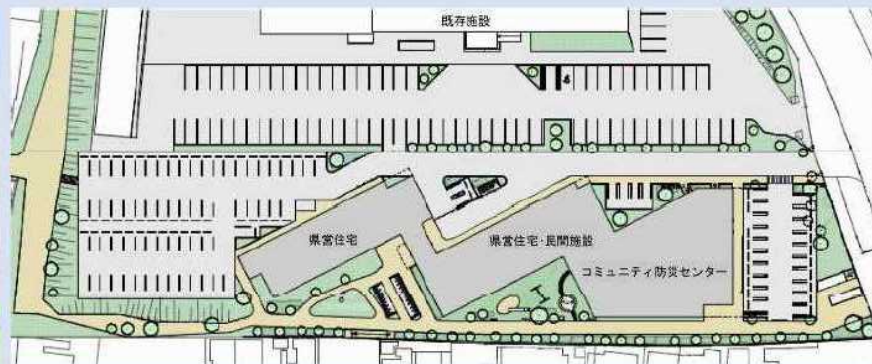 既存施設
県営住宅
県営住宅・民間施設
コミュニティ防災センター